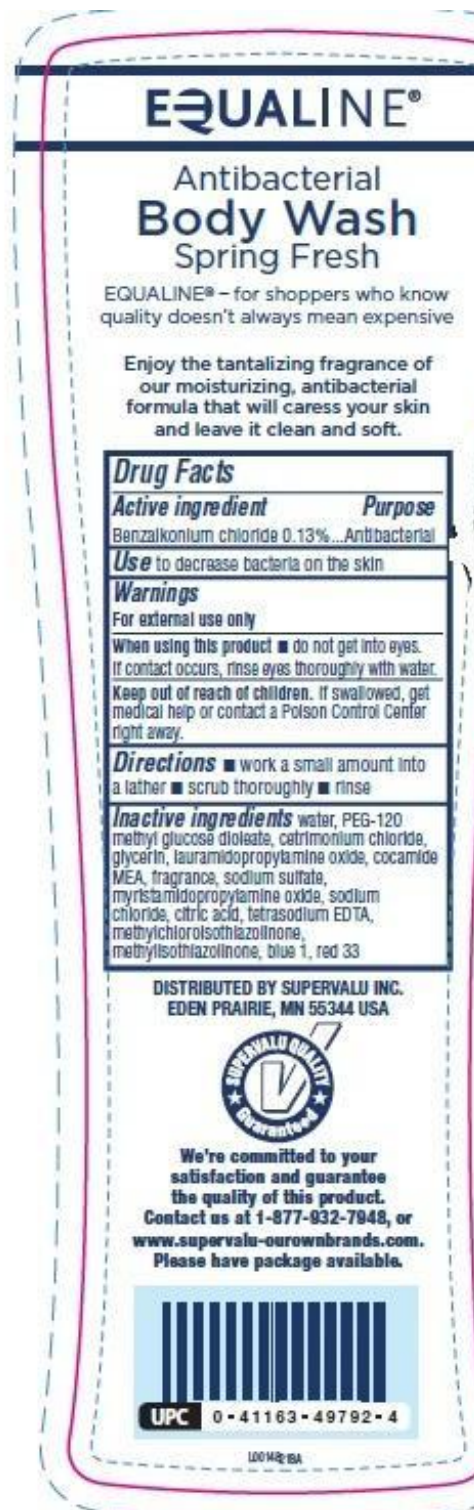 EQUALINE®
Antibacterial
Body Wash
Spring Fresh
EQUALINE® – for shoppers who know
quality doesn't always mean expensive
Enjoy the tantalizing fragrance of
our moisturizing, antibacterial
formula that will caress your skin
and leave it clean and soft.
Drug Facts
Active ingredient Purpose
Benzalkonium chloride 0.13%...Antibacterial
Use to decrease bacteria on the skin
Warnings
For external use only
When using this product ■ do not get into eyes.
If contact occurs, rinse eyes thoroughly with water.
Keep out of reach of children. If swallowed, get
medical help or contact a Poison Control Center
right away.
Directions ■ work a small amount into
a lather ■ scrub thoroughly ■ rinse
Inactive ingredients water, PEG-120
methyl glucose dioleate, cetrimonium chloride,
glycerin, lauramidopropylamine oxide, cocamide
MEA, fragrance, sodium sulfate,
myristamidopropylamine oxide, sodium
chloride, citric acid, tetrasodium EDTA,
methylchloroisothiazolinone,
methylisothiazolinone, blue 1, red 33
DISTRIBUTED BY SUPERVALU INC.
EDEN PRAIRIE, MN 55344 USA
SUPERVALU QUALITY
Guaranteed
We're committed to your
satisfaction and guarantee
the quality of this product.
Contact us at 1-877-932-7948, or
www.supervalu-ourownbrands.com.
Please have package available.
UPC 0-41163-49792-4